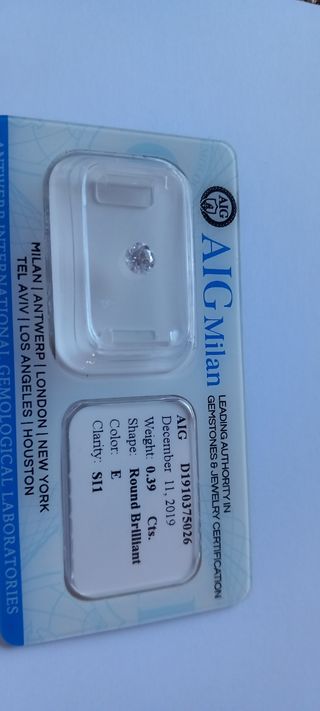 AIG
AIG Milan
LEADING AUTHORITY IN
GEMSTONES & JEWELRY CERTIFICATION
AIG D1910375026
December 11, 2019
Weight: 0.39 Cts.
Shape: Round Brilliant
Color: E
Clarity: SI1
MILAN | ANTWERP | LONDON | NEW YORK
TEL AVIV | LOS ANGELES | HOUSTON
ANTWERP INTERNATIONAL GEMOLOGICAL LABORATORIES